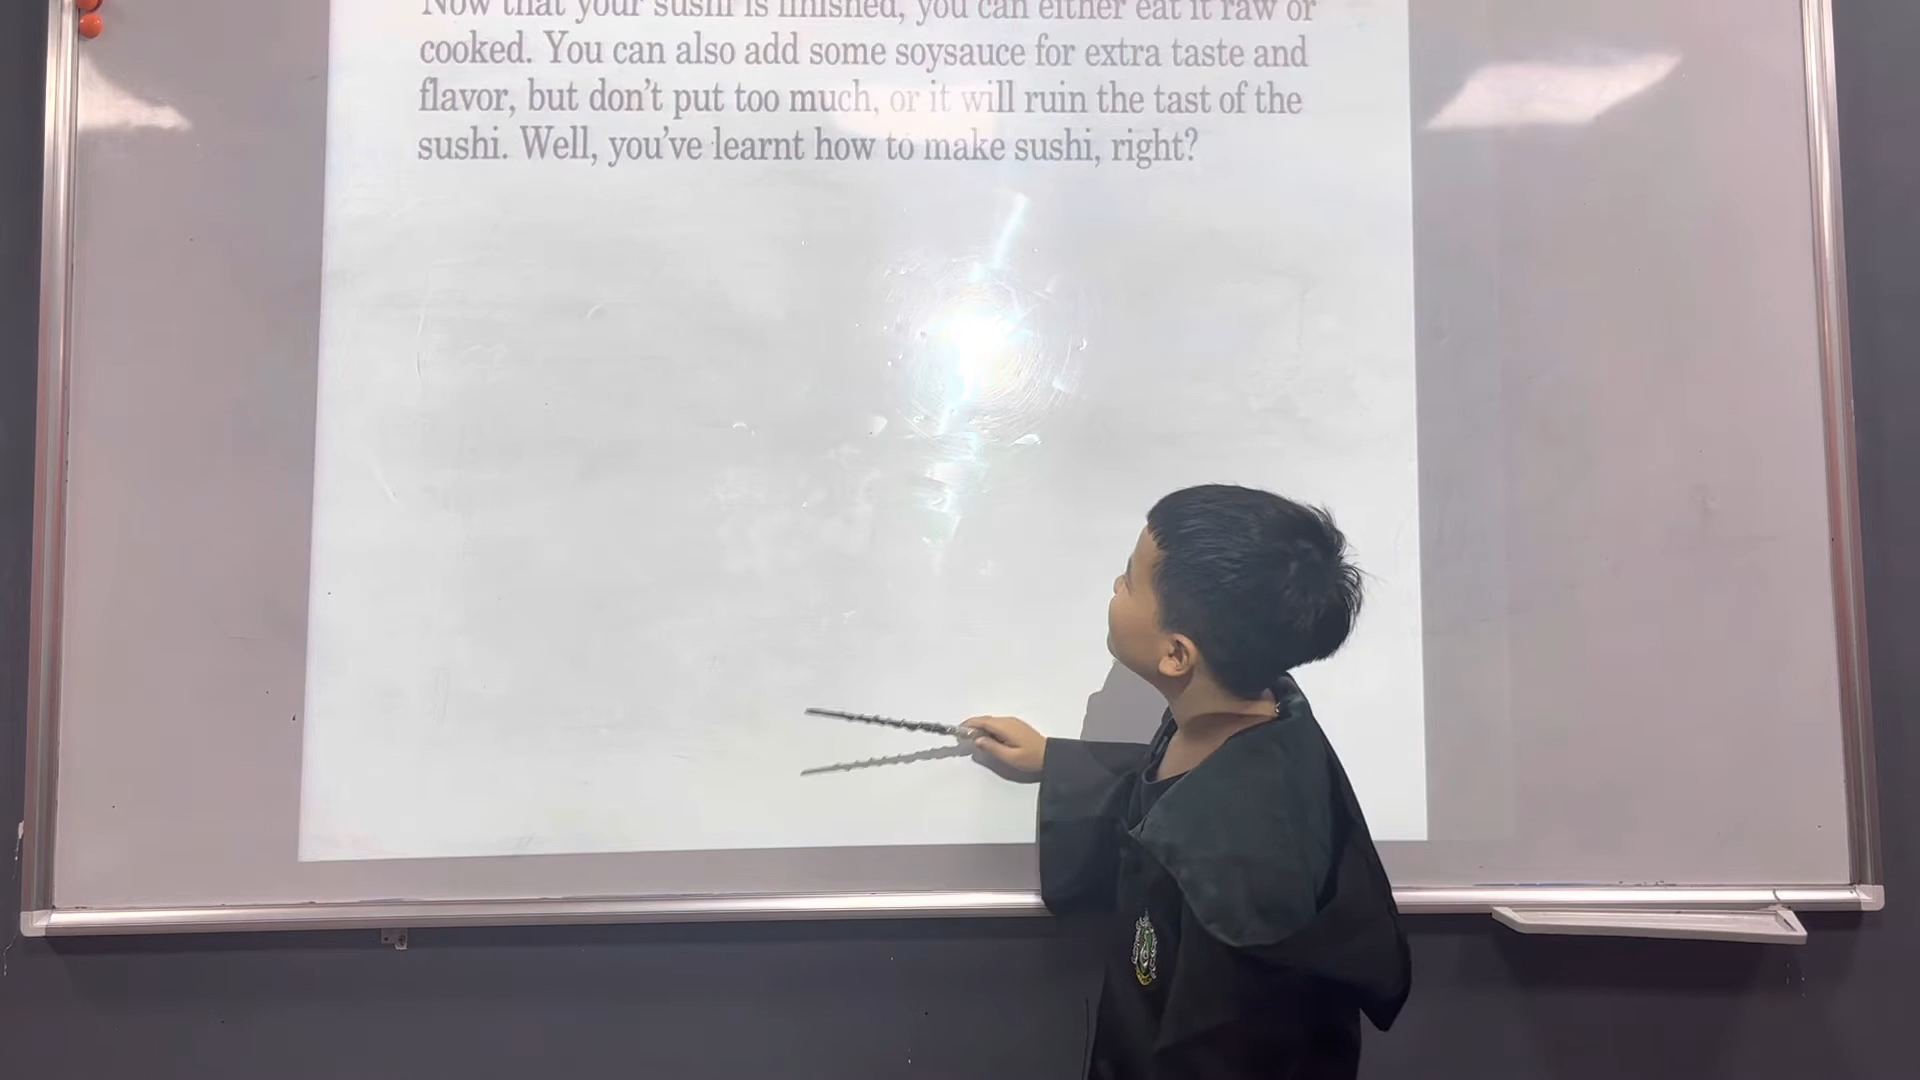 Now that your sushi is finished, you can either eat it raw or
cooked. You can also add some soysauce for extra taste and
flavor, but don't put too much, or it will ruin the tast of the
sushi. Well, you've learnt how to make sushi, right?